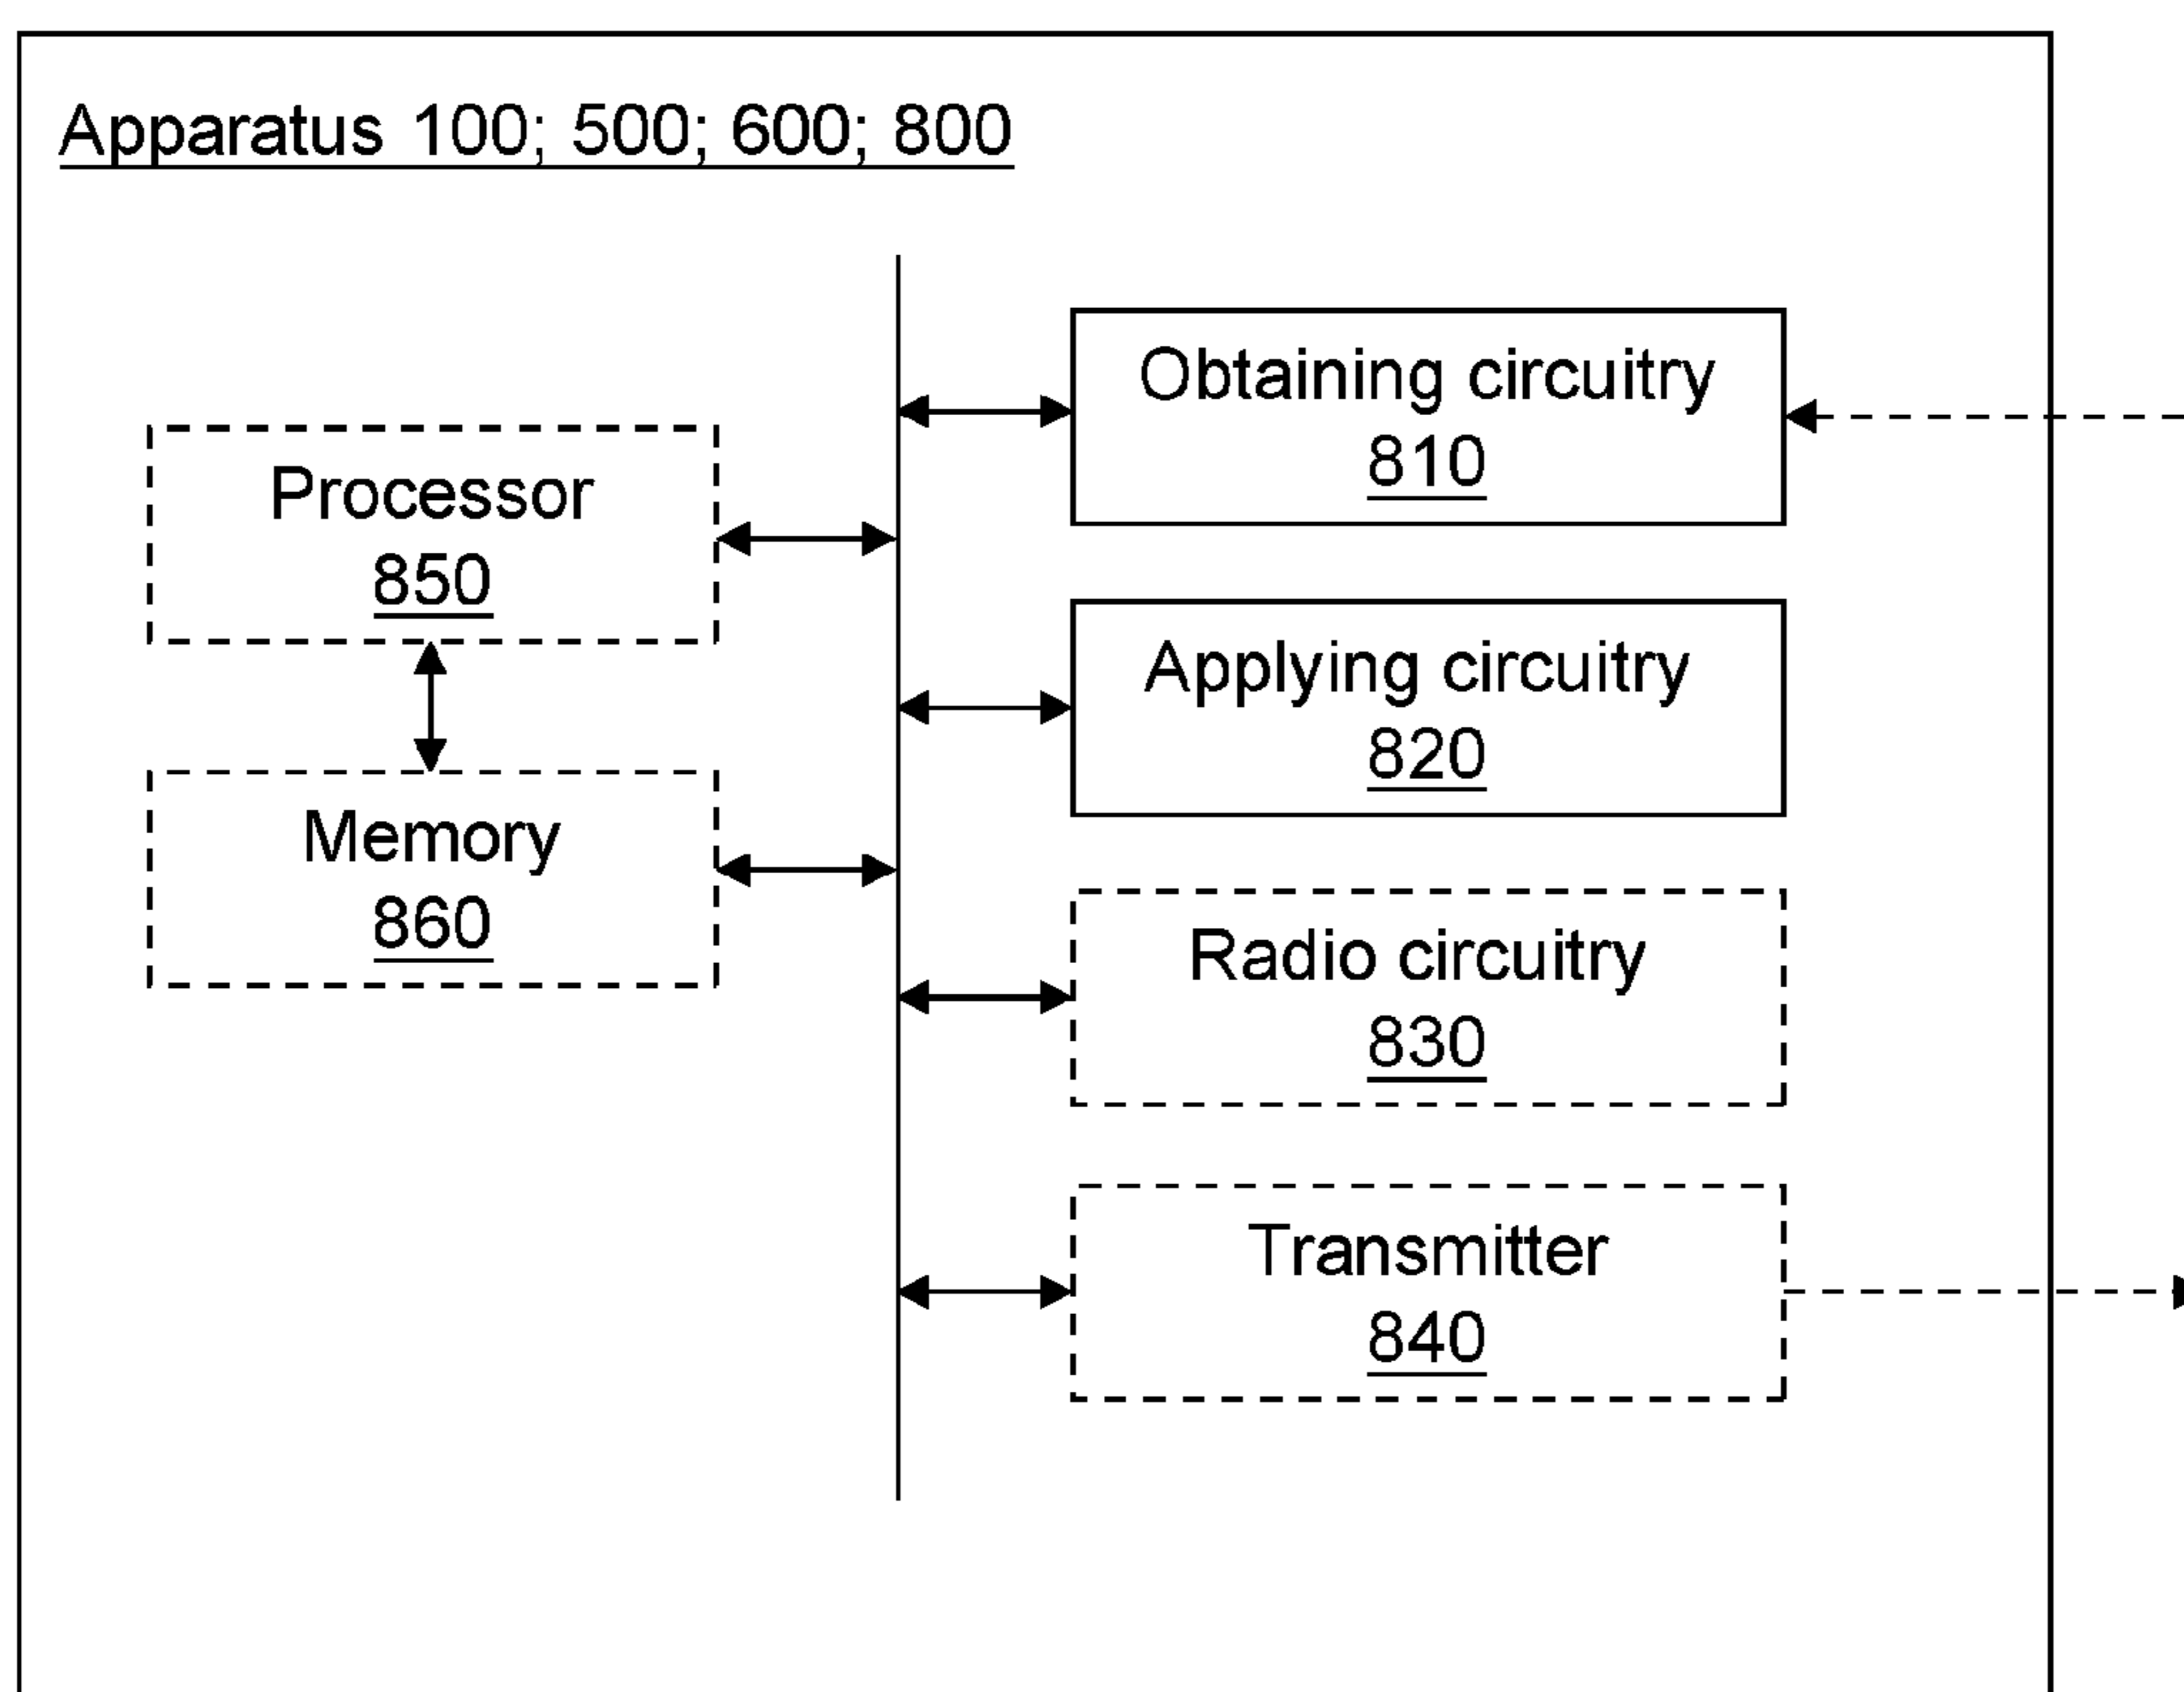 Apparatus 100; 500; 600; 800
Obtaining circuitry
810
Processor
850
Applying circuitry
820
Memory
860
Radio circuitry
830
Transmitter
840